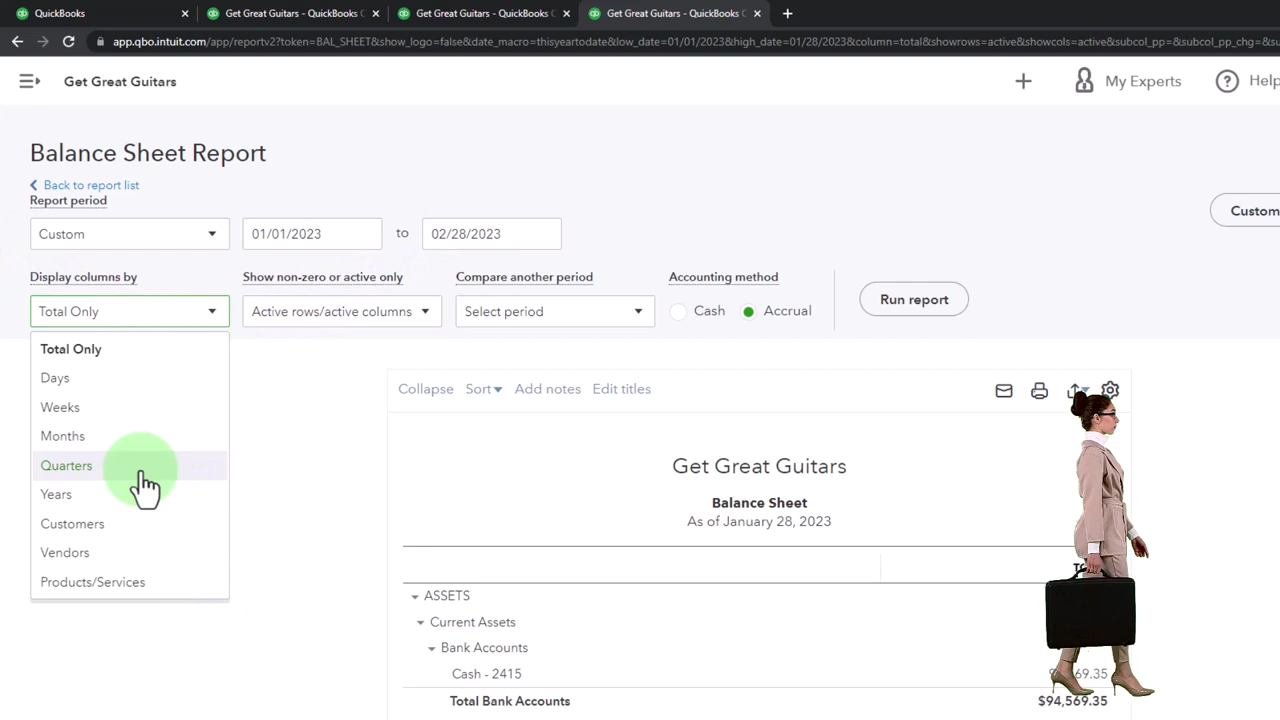 QuickBooks
Get Great Guitars - QuickBooks
Get Great Guitars - QuickBooks
Get Great Guitars - QuickBooks
app.qbo.intuit.com/app/reportv2?token=BAL_SHEET&show_logo=false&date_macro=thisyeartodate&low_date=01/01/2023&high_date=01/28/2023&column=total&showrows=active&showcols=active&subcol_pp=&subcol_pp_chg=&su
Get Great Guitars
My Experts
Help
Balance Sheet Report
Back to report list
Report period
Custom
01/01/2023
to
02/28/2023
Custom
Display columns by
Show non-zero or active only
Compare another period
Accounting method
Total Only
Active rows/active columns
Select period
Cash
Accrual
Run report
Total Only
Days
Weeks
Months
Quarters
Years
Customers
Vendors
Products/Services
Collapse
Sort
Add notes
Edit titles
Get Great Guitars
Balance Sheet
As of January 28, 2023
ASSETS
Current Assets
Bank Accounts
Cash - 2415
Total Bank Accounts
$94,569.35